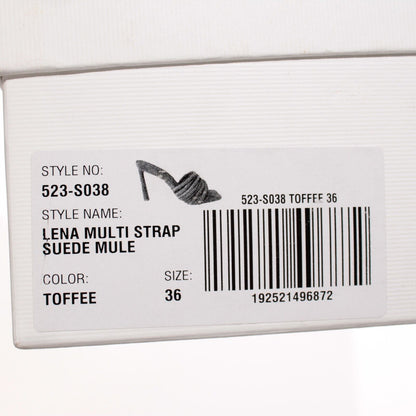 STYLE NO:
523-S038
STYLE NAME:
LENA MULTI STRAP
SUEDE MULE
COLOR:
SIZE:
TOFFEE
36
523-S038 TOFFEE 36
192521496872